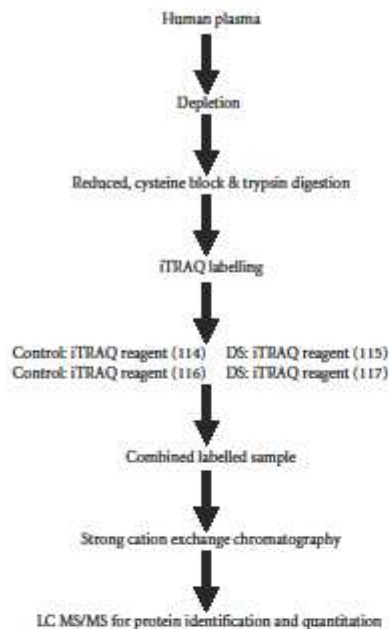 Human plasma
Depletion
Reduced, cysteine block & trypsin digestion
iTRAQ labelling
Control: iTRAQ reagent (114) DS: iTRAQ reagent (115)
Control: iTRAQ reagent (116) DS: iTRAQ reagent (117)
Combined labelled sample
Strong cation exchange chromatography
LC MS/MS for protein identification and quantitation